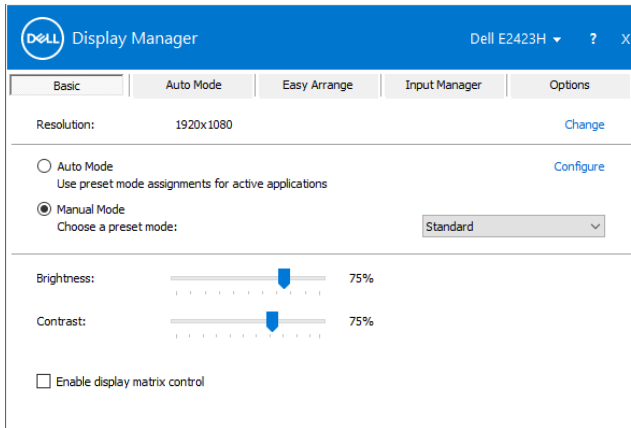 DELL Display Manager Dell E2423H ? X
Basic Auto Mode Easy Arrange Input Manager Options
Resolution: 1920x1080 Change
Auto Mode Configure
Use preset mode assignments for active applications
Manual Mode
Choose a preset mode: Standard
Brightness: 75%
Contrast: 75%
Enable display matrix control